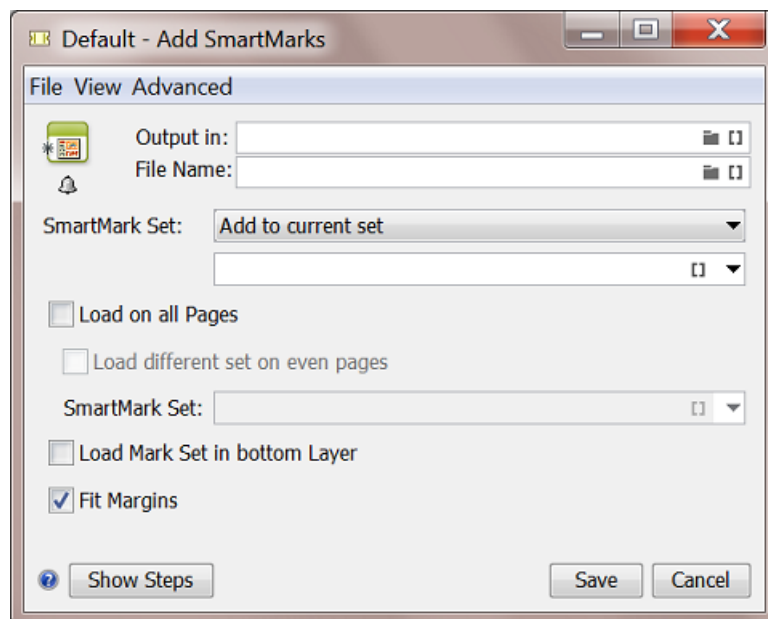 Default - Add SmartMarks
File View Advanced
Output in:
File Name:
SmartMark Set: Add to current set
Load on all Pages
Load different set on even pages
SmartMark Set:
Load Mark Set in bottom Layer
Fit Margins
Show Steps Save Cancel